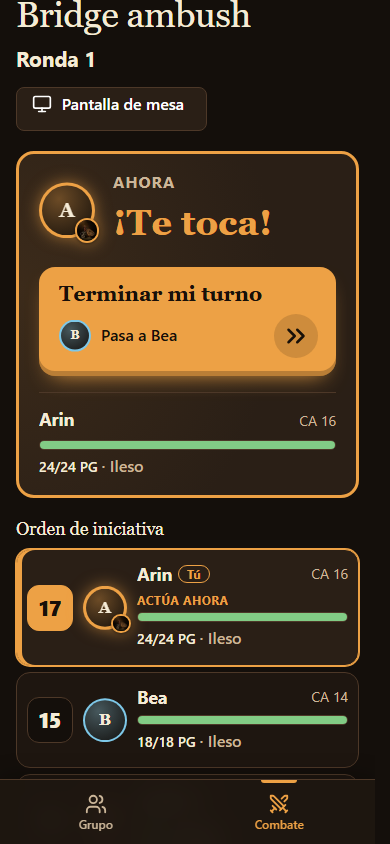 Bridge ambush
Ronda 1
Pantalla de mesa
AHORA
A
¡Te toca!
Terminar mi turno
B Pasa a Bea
Arin CA 16
24/24 PG · Ileso
Orden de iniciativa
17 A Arin Tú CA 16
ACTÚA AHORA
24/24 PG · Ileso
15 B Bea CA 14
18/18 PG · Ileso
Grupo Combate